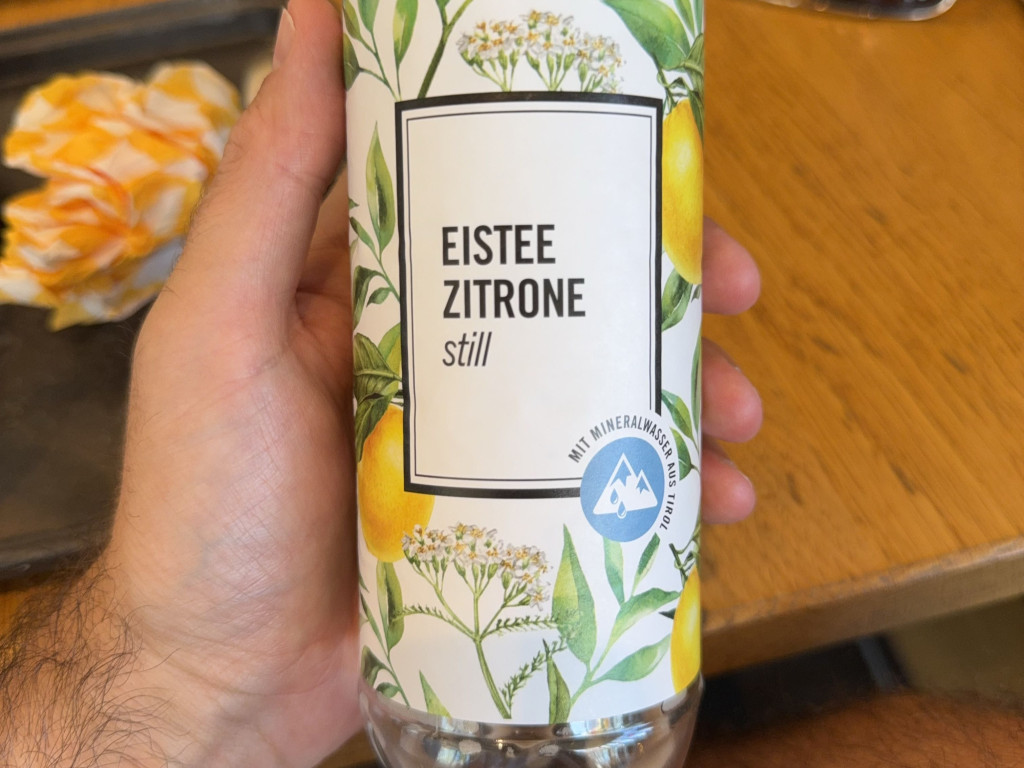 EISTEE
ZITRONE
still
MIT MINERALWASSER AUS TIROL